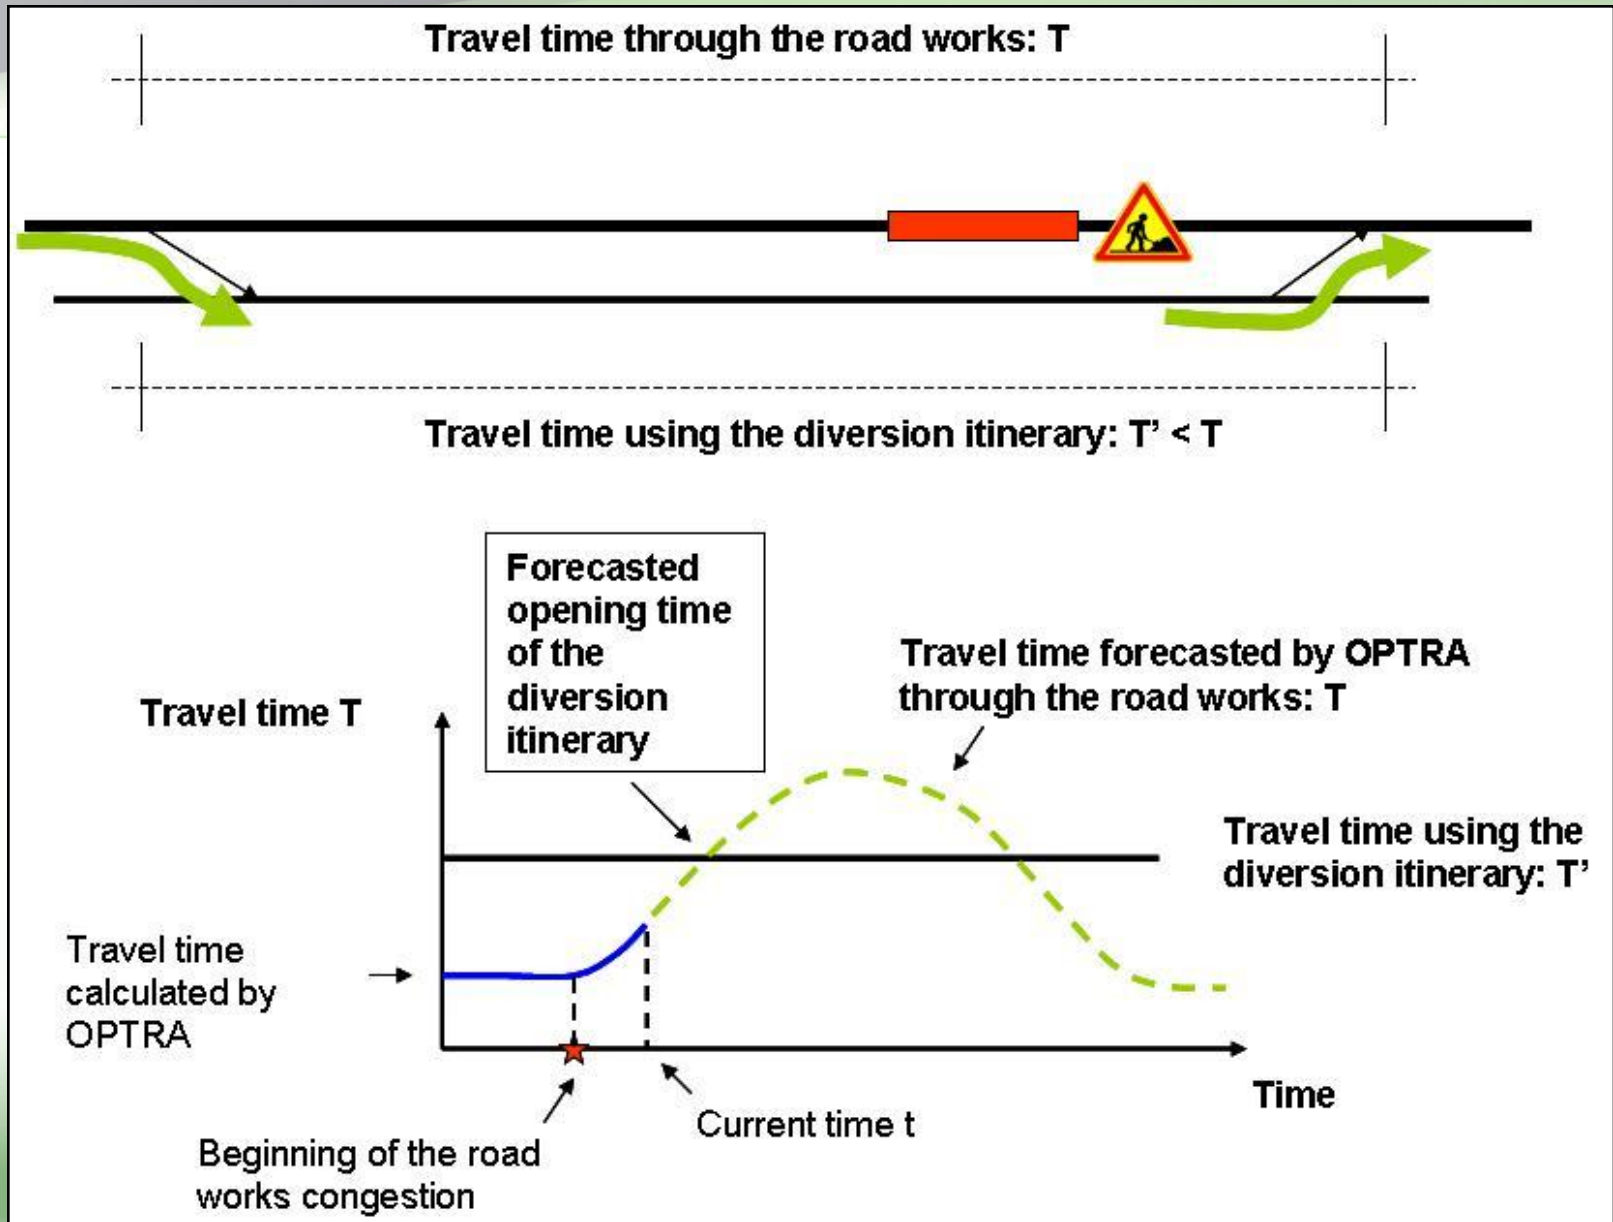 Travel time through the road works: T
Travel time using the diversion itinerary: T’ < T
Forecasted
opening time
of the
diversion
itinerary
Travel time forecasted by OPTRA
through the road works: T
Travel time T
Travel time using the
diversion itinerary: T’
Travel time
calculated by
OPTRA
Time
Current time t
Beginning of the road
works congestion